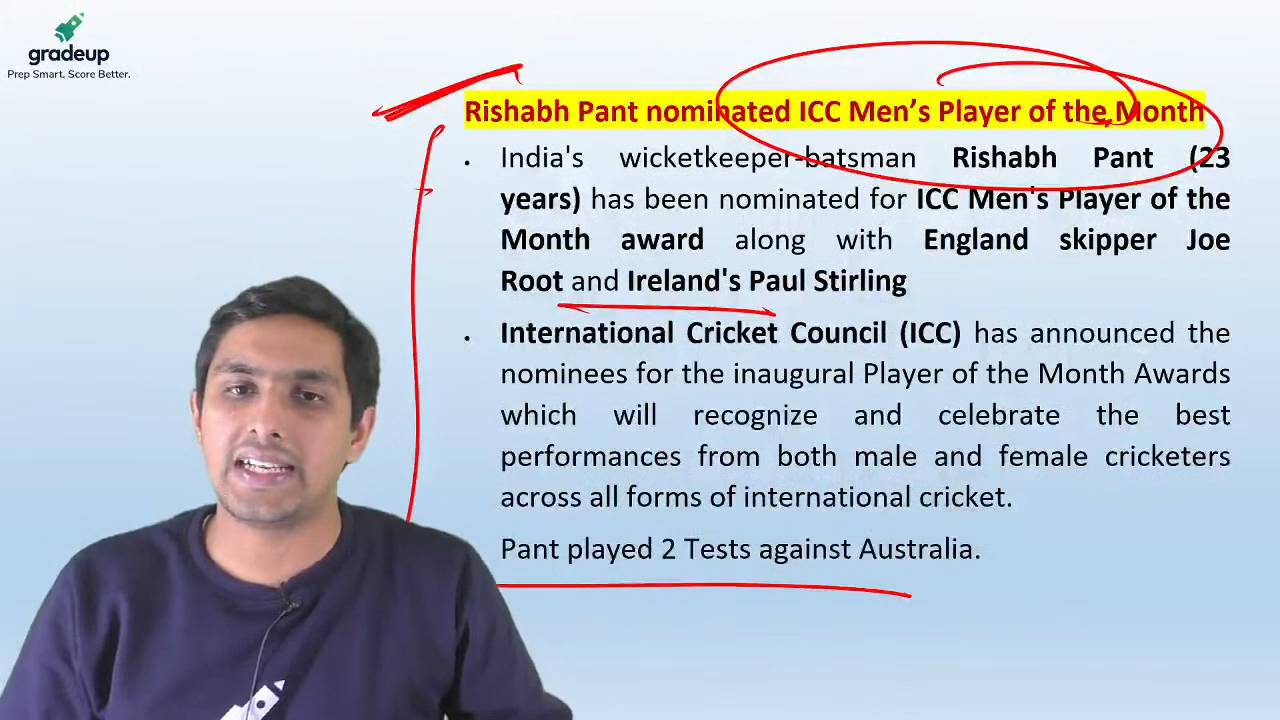 gradeup
Prep Smart. Score Better.
Rishabh Pant nominated ICC Men’s Player of the Month
• India's wicketkeeper-batsman Rishabh Pant (23
years) has been nominated for ICC Men's Player of the
Month award along with England skipper Joe
Root and Ireland's Paul Stirling
• International Cricket Council (ICC) has announced the
nominees for the inaugural Player of the Month Awards
which will recognize and celebrate the best
performances from both male and female cricketers
across all forms of international cricket.
Pant played 2 Tests against Australia.